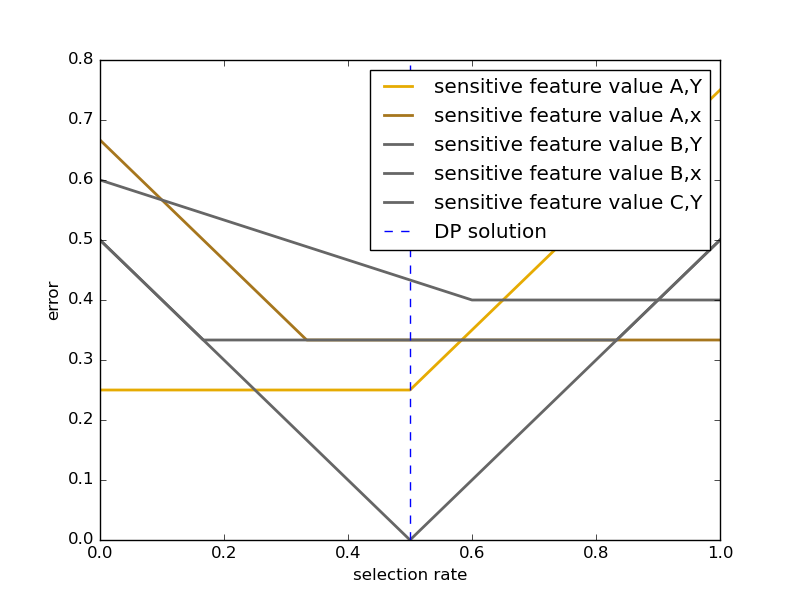 0.8
0.7
0.6
0.5
0.4
0.3
0.2
0.1
0.0
error
sensitive feature value A,Y
sensitive feature value A,x
sensitive feature value B,Y
sensitive feature value B,x
sensitive feature value C,Y
DP solution
0.0 0.2 0.4 0.6 0.8 1.0
selection rate